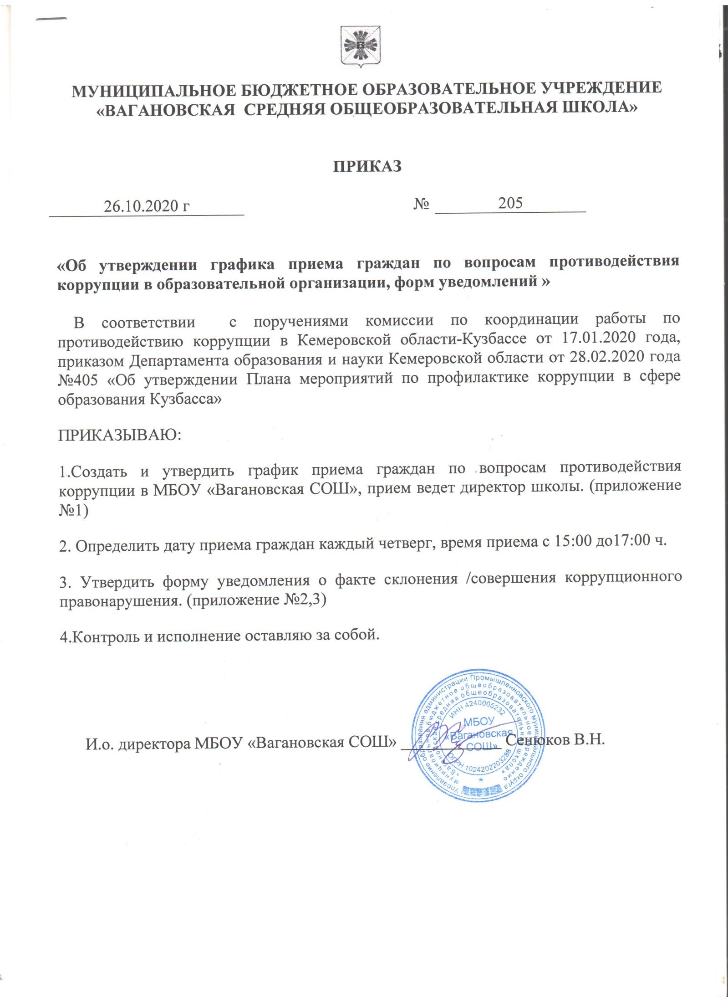 МУНИЦИПАЛЬНОЕ БЮДЖЕТНОЕ ОБРАЗОВАТЕЛЬНОЕ УЧРЕЖДЕНИЕ
«ВАГАНОВСКАЯ СРЕДНЯЯ ОБЩЕОБРАЗОВАТЕЛЬНАЯ ШКОЛА»
ПРИКАЗ
26.10.2020 г № 205
«Об утверждении графика приема граждан по вопросам противодействия
коррупции в образовательной организации, форм уведомлений »
В соответствии с поручениями комиссии по координации работы по
противодействию коррупции в Кемеровской области-Кузбассе от 17.01.2020 года,
приказом Департамента образования и науки Кемеровской области от 28.02.2020 года
№405 «Об утверждении Плана мероприятий по профилактике коррупции в сфере
образования Кузбасса»
ПРИКАЗЫВАЮ:
1.Создать и утвердить график приема граждан по вопросам противодействия
коррупции в МБОУ «Вагановская СОШ», прием ведет директор школы. (приложение
№1)
2. Определить дату приема граждан каждый четверг, время приема с 15:00 до17:00 ч.
3. Утвердить форму уведомления о факте склонения /совершения коррупционного
правонарушения. (приложение №2,3)
4.Контроль и исполнение оставляю за собой.
И.о. директора МБОУ «Вагановская СОШ» Сенюков В.Н.
Управление образования администрации Промышленновского муниципального округа
муниципальное бюджетное общеобразовательное учреждение
«Вагановская средняя общеобразовательная школа»
ИНН 4240005232
МБОУ
«Вагановская
СОШ»
ОГРН 1024202203288
*